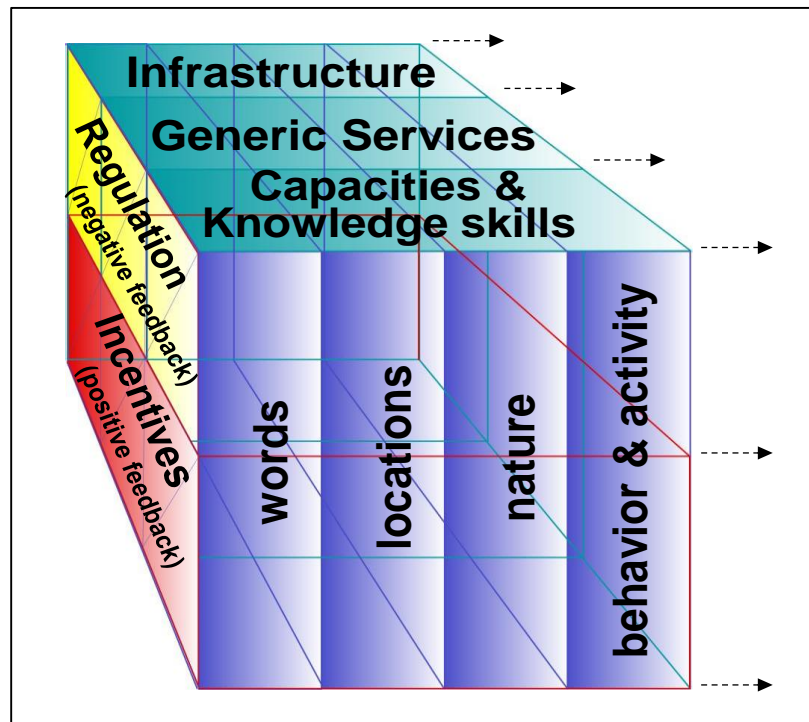 Infrastructure
Generic Services
Capacities &
Knowledge skills
Regulation
(negative feedback)
Incentives
(positive feedback)
words
locations
nature
behavior & activity